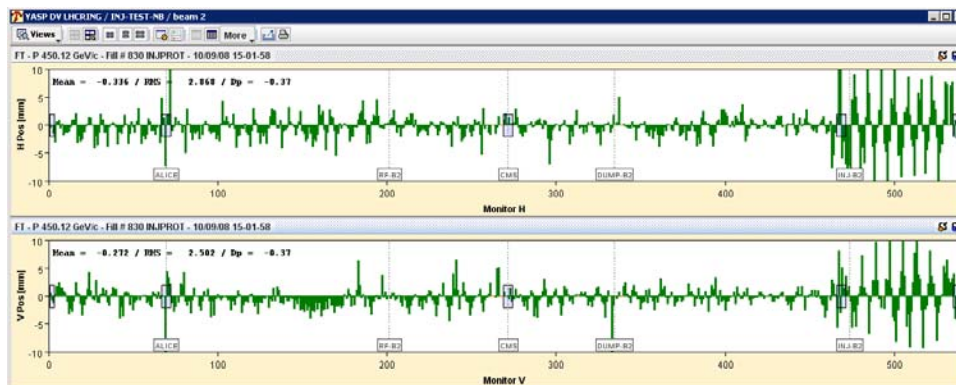 YASP DV LHCRING / INJ-TEST-NB / beam 2
Views More
FT - P 450.12 GeV/c - Fill # 830 INJPROT - 10/09/08 15-01-58
Mean = -0.336 / RMS = 2.868 / Dp = -0.37
H Pos [mm]
10
5
0
-5
-10
ALICE RF-B2 CMS DUMP-B2 INJ-B2
0 100 200 300 400 500
Monitor H
FT - P 450.12 GeV/c - Fill # 830 INJPROT - 10/09/08 15-01-58
Mean = -0.272 / RMS = 2.502 / Dp = -0.37
V Pos [mm]
10
5
0
-5
-10
ALICE RF-B2 CMS DUMP-B2 INJ-B2
0 100 200 300 400 500
Monitor V